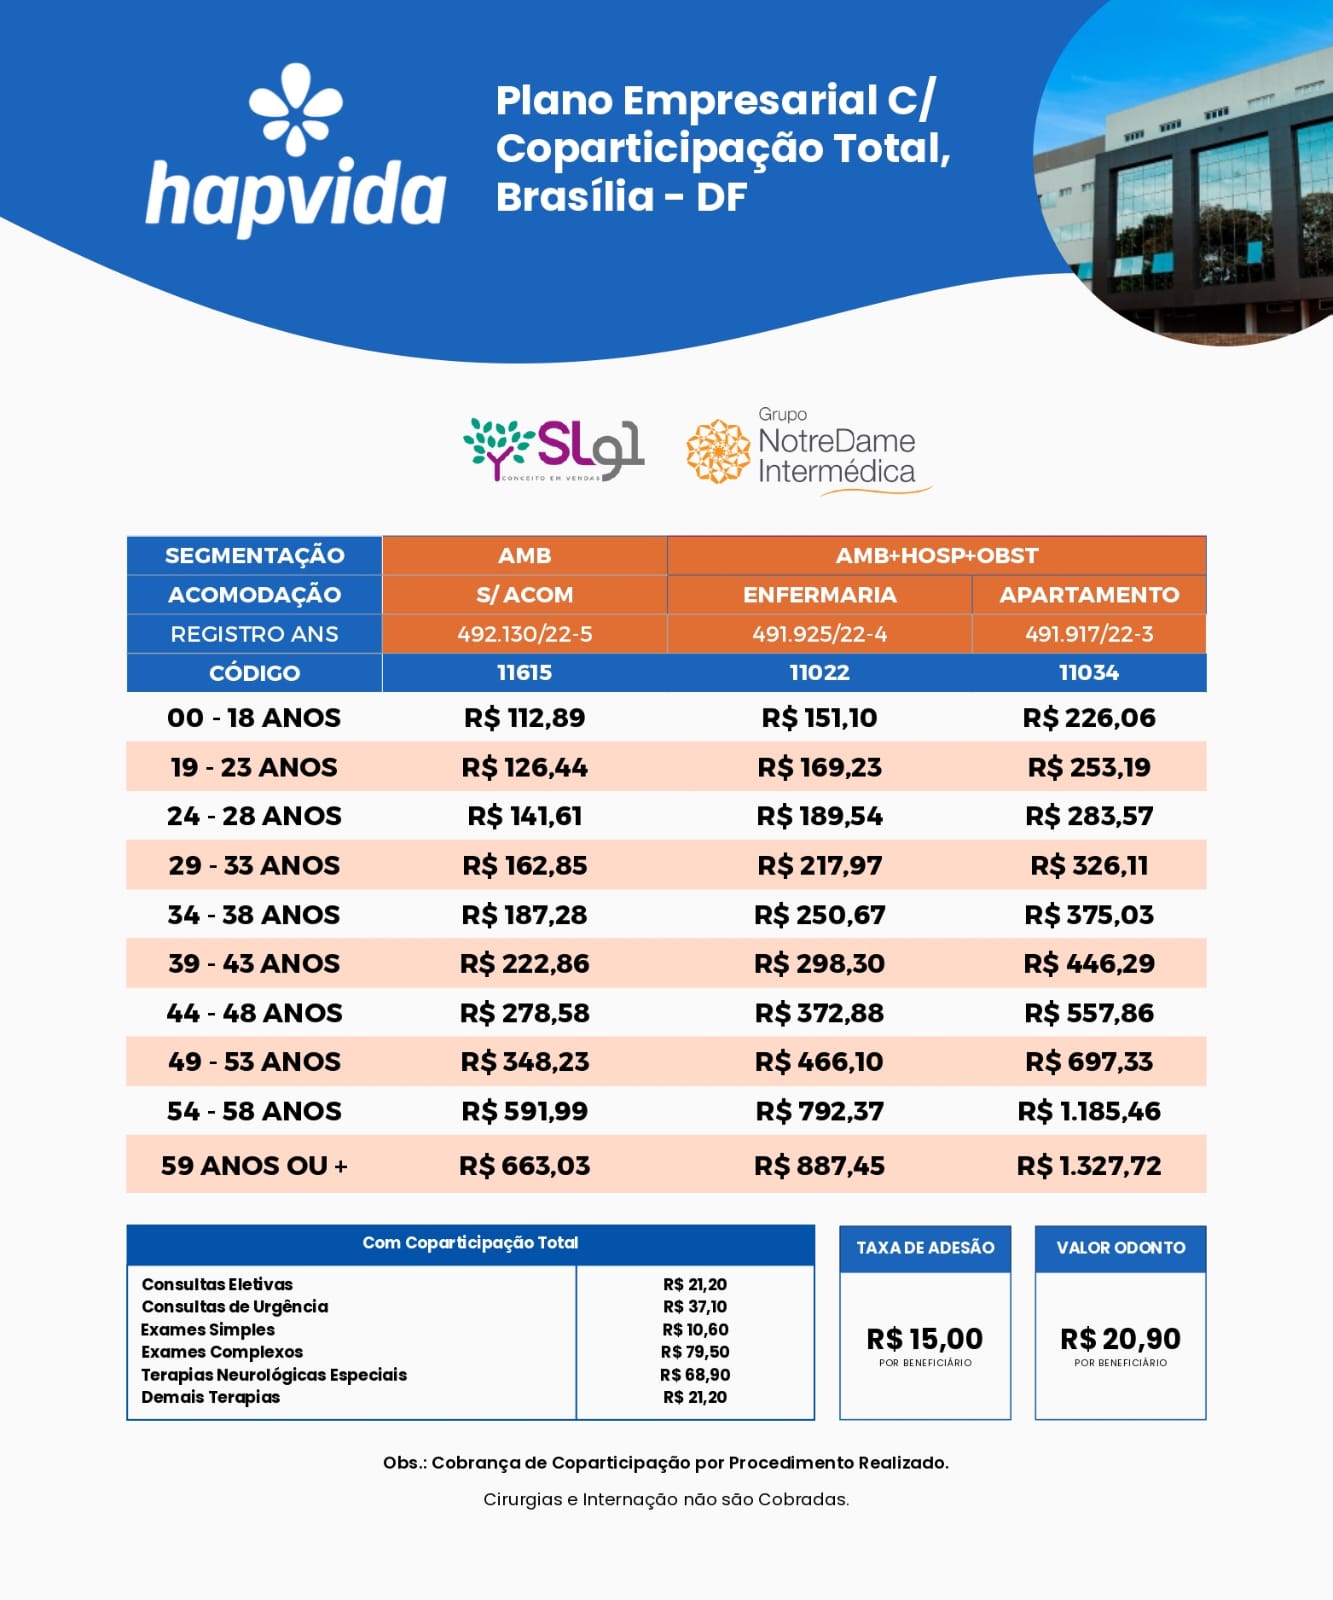 hapvida
Plano Empresarial C/
Coparticipação Total,
Brasília - DF
SLg1
CONCEITO EM VENDAS
Grupo
NotreDame
Intermédica
SEGMENTAÇÃO AMB AMB+HOSP+OBST
ACOMODAÇÃO S/ ACOM ENFERMARIA APARTAMENTO
REGISTRO ANS 492.130/22-5 491.925/22-4 491.917/22-3
CÓDIGO 11615 11022 11034
00 - 18 ANOS R$ 112,89 R$ 151,10 R$ 226,06
19 - 23 ANOS R$ 126,44 R$ 169,23 R$ 253,19
24 - 28 ANOS R$ 141,61 R$ 189,54 R$ 283,57
29 - 33 ANOS R$ 162,85 R$ 217,97 R$ 326,11
34 - 38 ANOS R$ 187,28 R$ 250,67 R$ 375,03
39 - 43 ANOS R$ 222,86 R$ 298,30 R$ 446,29
44 - 48 ANOS R$ 278,58 R$ 372,88 R$ 557,86
49 - 53 ANOS R$ 348,23 R$ 466,10 R$ 697,33
54 - 58 ANOS R$ 591,99 R$ 792,37 R$ 1.185,46
59 ANOS OU + R$ 663,03 R$ 887,45 R$ 1.327,72
Com Coparticipação Total
Consultas Eletivas R$ 21,20
Consultas de Urgência R$ 37,10
Exames Simples R$ 10,60
Exames Complexos R$ 79,50
Terapias Neurológicas Especiais R$ 68,90
Demais Terapias R$ 21,20
TAXA DE ADESÃO
R$ 15,00
POR BENEFICIÁRIO
VALOR ODONTO
R$ 20,90
POR BENEFICIÁRIO
Obs.: Cobrança de Coparticipação por Procedimento Realizado.
Cirurgias e Internação não são Cobradas.